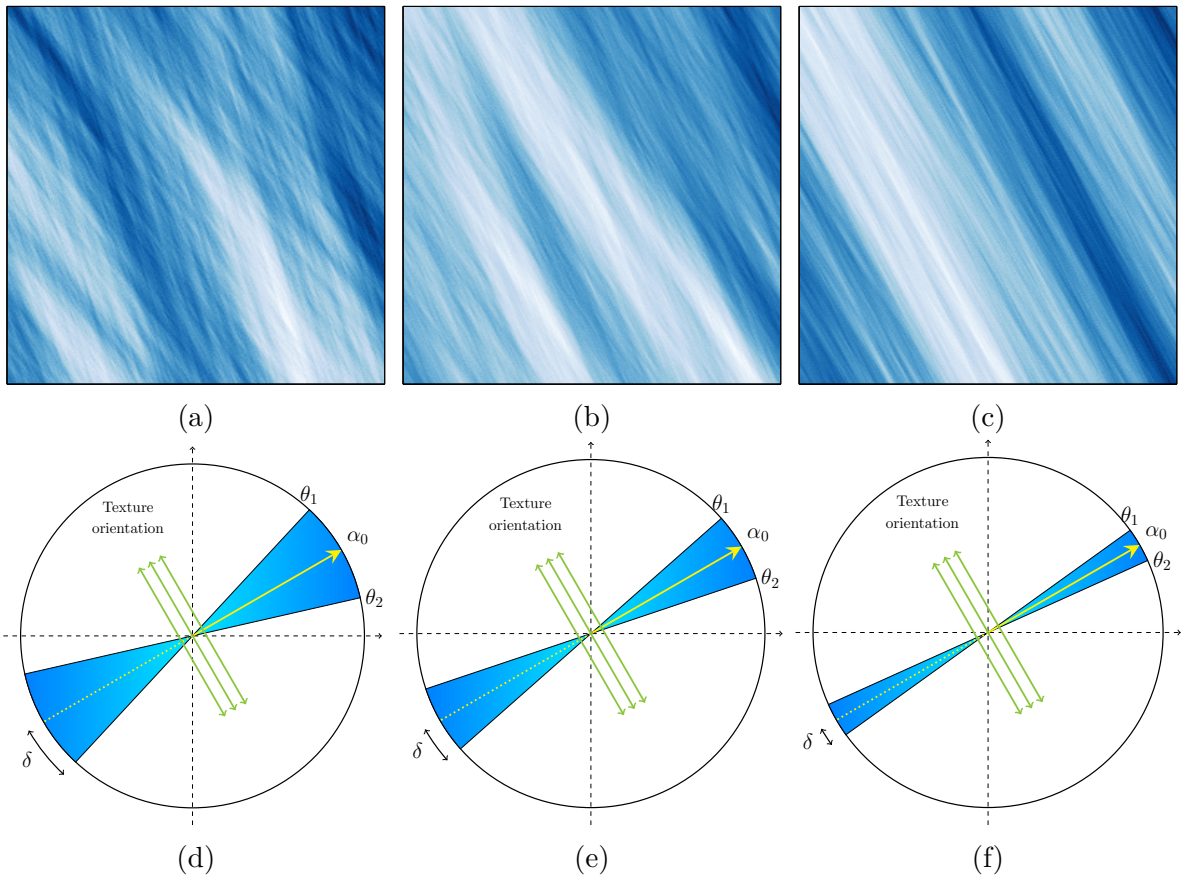 (a)
(b)
(c)
Texture
orientation
θ₁
α₀
θ₂
δ
Texture
orientation
θ₁
α₀
θ₂
δ
Texture
orientation
θ₁
α₀
θ₂
δ
(d)
(e)
(f)